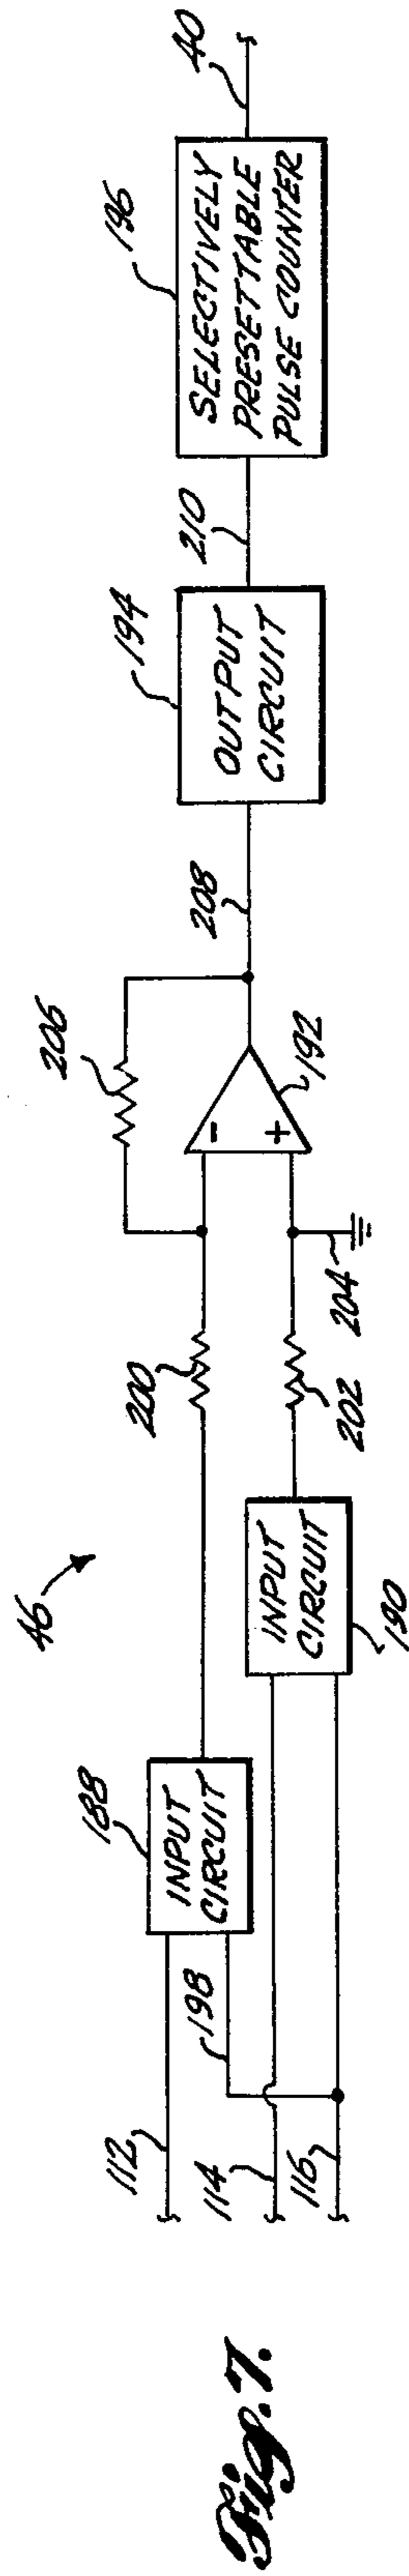 46
112
114
116
198
188
INPUT
CIRCUIT
INPUT
CIRCUIT
190
200
202
204
206
-
+
192
208
194
OUTPUT
CIRCUIT
210
196
SELECTIVELY
PRESETTABLE
PULSE COUNTER
40
Fig. 7.